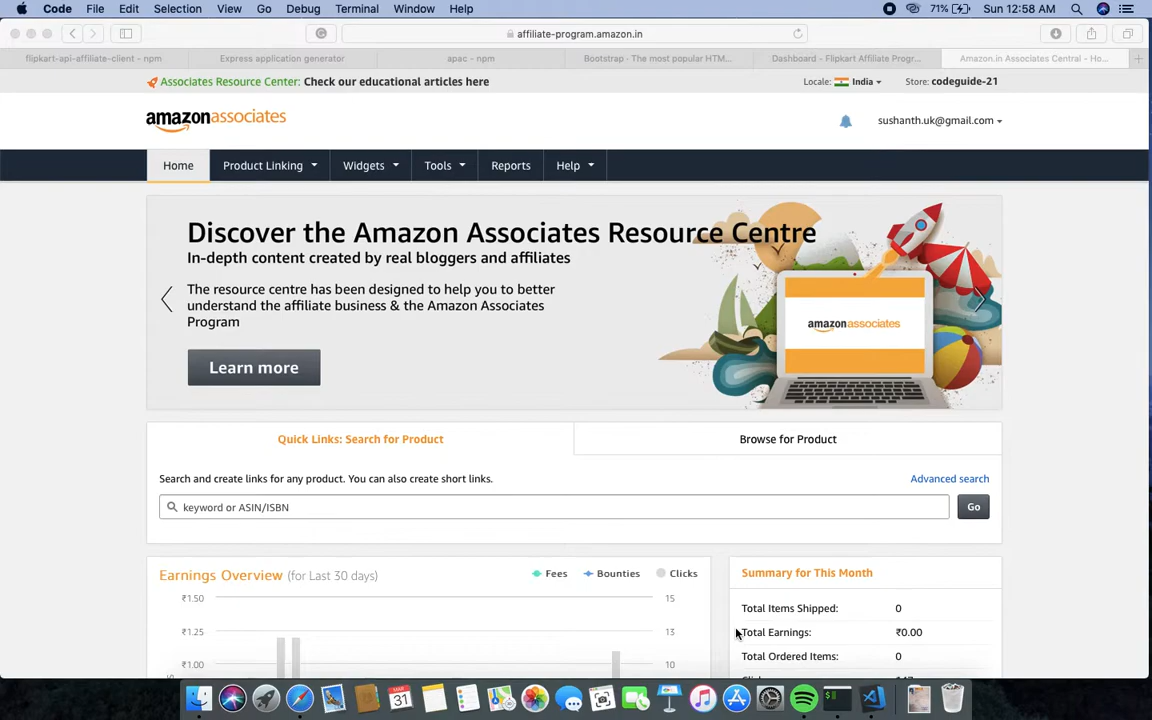 Code File Edit Selection View Go Debug Terminal Window Help 71% Sun 12:58 AM
affiliate-program.amazon.in
flipkart-api-affiliate-client - npm Express application generator apac - npm Bootstrap · The most popular HTM... Dashboard - Flipkart Affiliate Progr... Amazon.in Associates Central - Ho...
Associates Resource Center: Check our educational articles here Locale: India Store: codeguide-21
amazonassociates sushanth.uk@gmail.com
Home Product Linking Widgets Tools Reports Help
Discover the Amazon Associates Resource Centre
In-depth content created by real bloggers and affiliates
The resource centre has been designed to help you to better
understand the affiliate business & the Amazon Associates
Program
amazonassociates
Learn more
Quick Links: Search for Product Browse for Product
Search and create links for any product. You can also create short links. Advanced search
keyword or ASIN/ISBN Go
Earnings Overview (for Last 30 days) Fees Bounties Clicks Summary for This Month
₹1.50 15
Total Items Shipped: 0
₹1.25 13 Total Earnings: ₹0.00
₹1.00 10 Total Ordered Items: 0
MAR
31